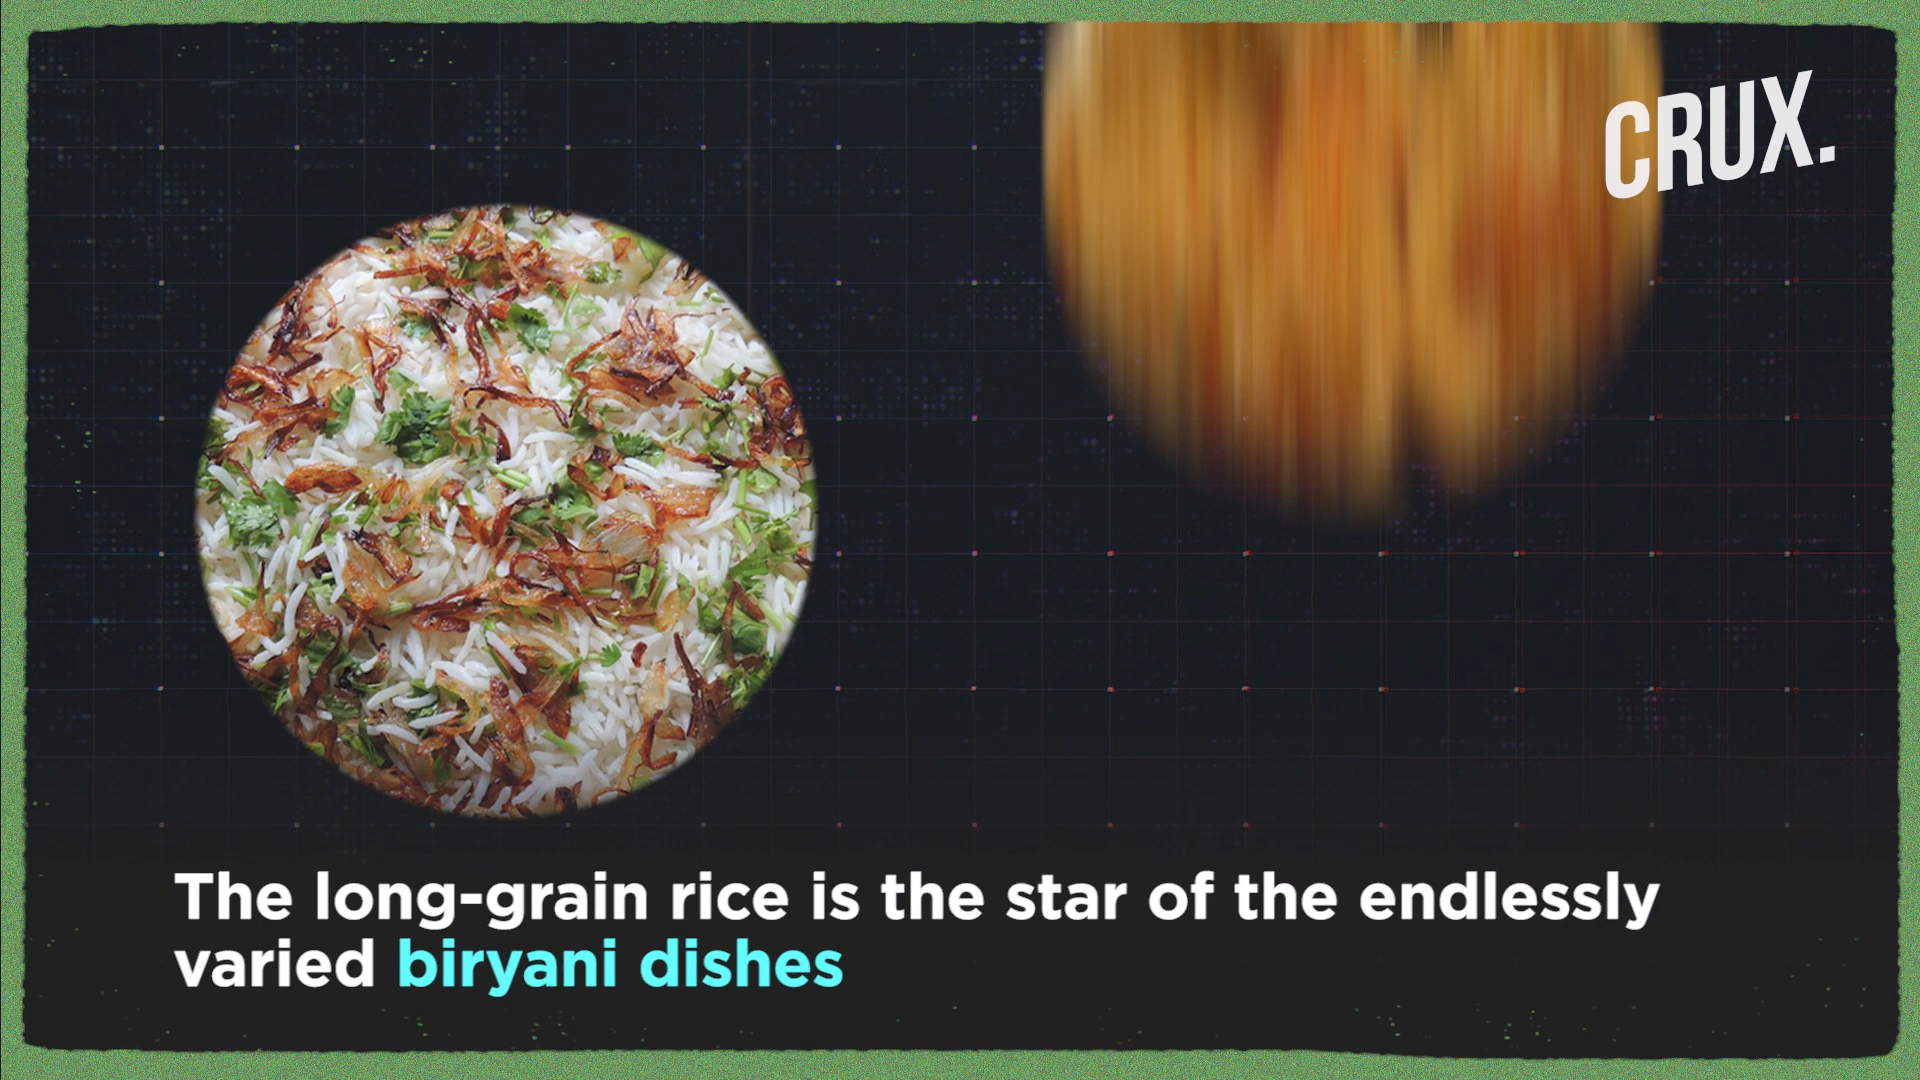 CRUX.
The long-grain rice is the star of the endlessly
varied biryani dishes